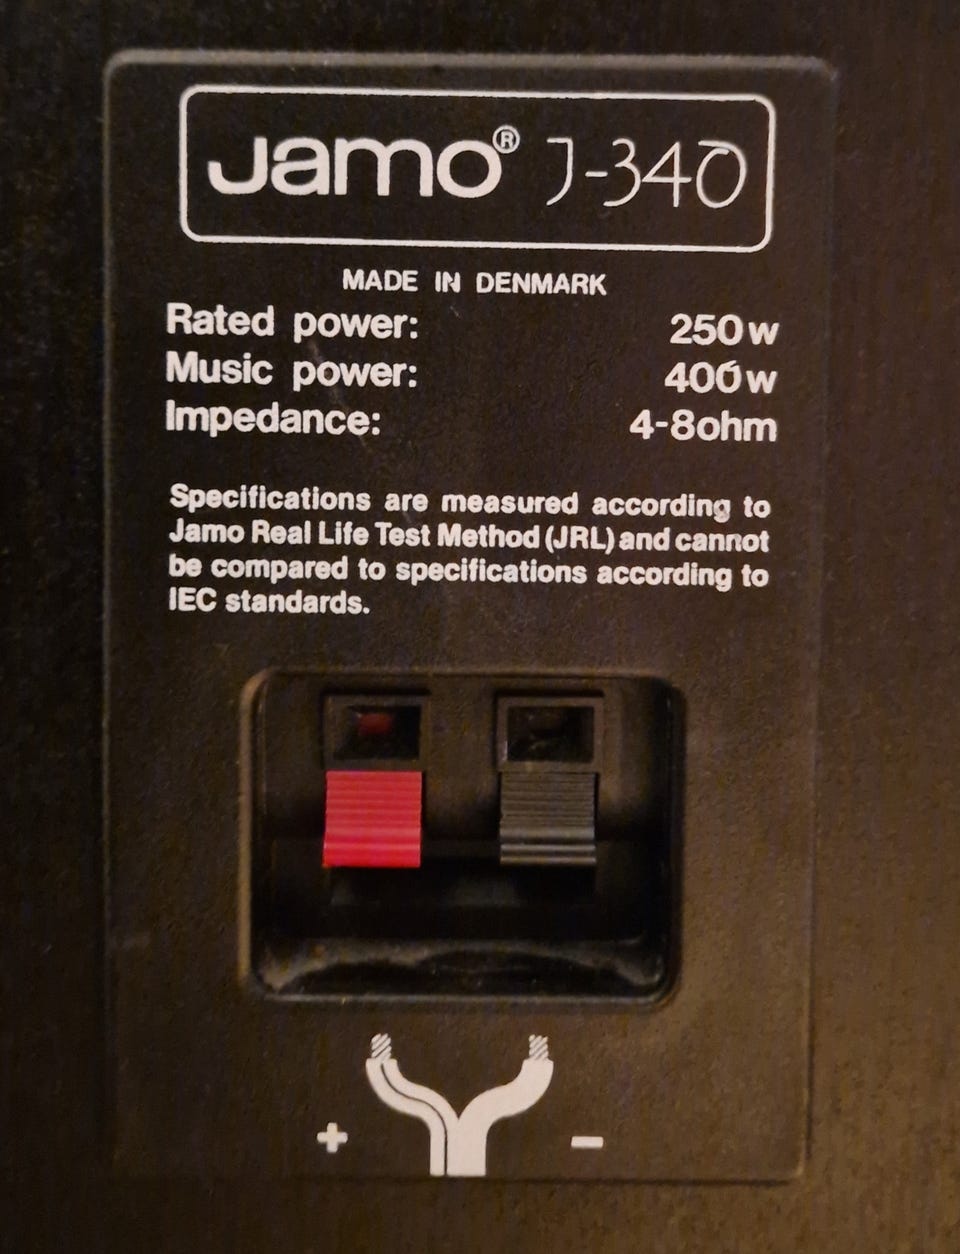 Jamo® J-340
MADE IN DENMARK
Rated power: 250w
Music power: 400w
Impedance: 4-8ohm
Specifications are measured according to
Jamo Real Life Test Method (JRL) and cannot
be compared to specifications according to
IEC standards.
+ -